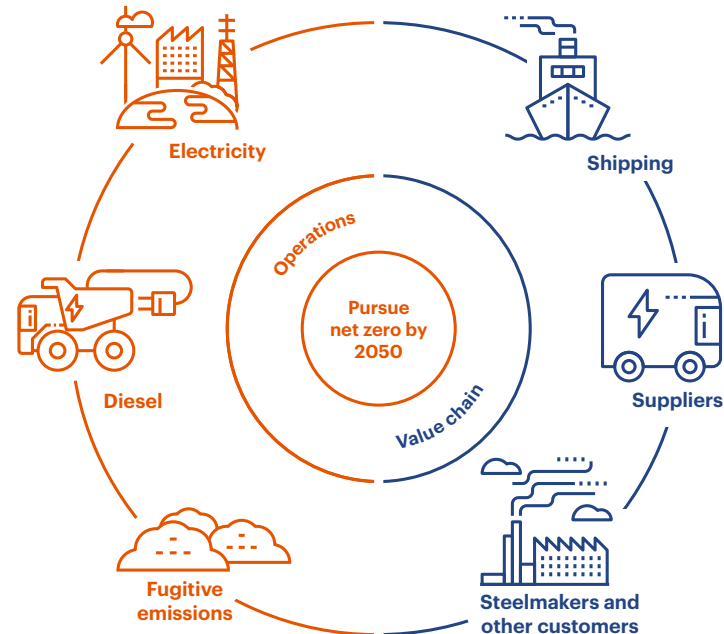 Electricity
Shipping
Operations
Pursue
net zero by
2050
Diesel
Suppliers
Value chain
Fugitive
emissions
Steelmakers and
other customers